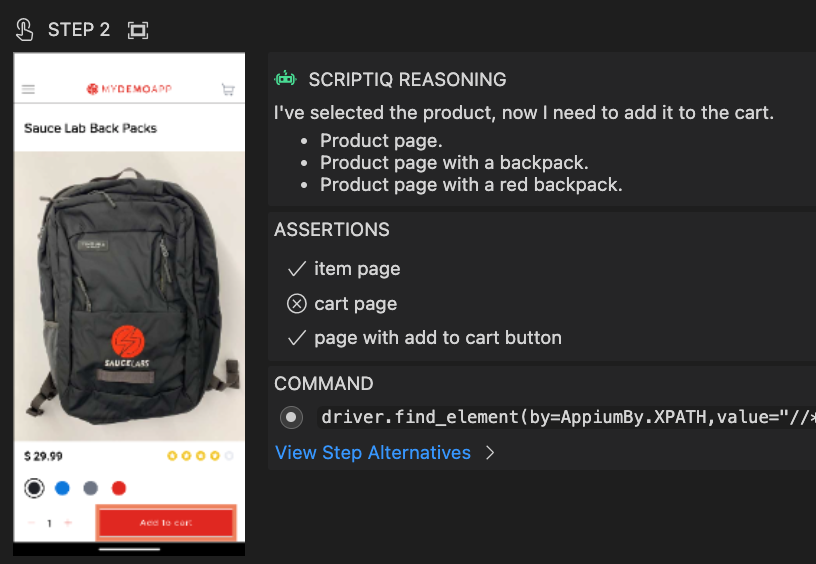 STEP 2
MYDEMOAPP
Sauce Lab Back Packs
SAUCELABS
$ 29.99
1
Add to cart
SCRIPTIQ REASONING
I've selected the product, now I need to add it to the cart.
Product page.
Product page with a backpack.
Product page with a red backpack.
ASSERTIONS
item page
cart page
page with add to cart button
COMMAND
driver.find_element(by=AppiumBy.XPATH,value="//*
View Step Alternatives